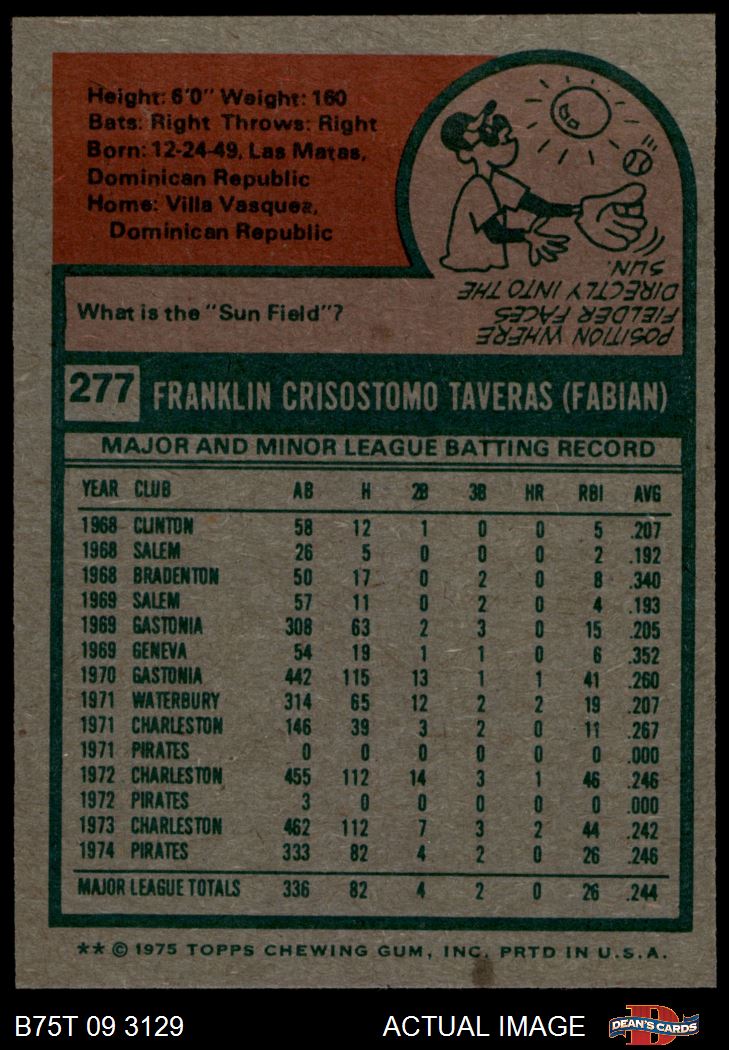 Height: 6'0" Weight: 160
Bats: Right Throws: Right
Born: 12-24-49, Las Matas,
Dominican Republic
Home: Villa Vasquez,
Dominican Republic
What is the "Sun Field"?
POSITION WHERE
FIELDER FACES
DIRECTLY INTO THE
SUN.
277 FRANKLIN CRISOSTOMO TAVERAS (FABIAN)
MAJOR AND MINOR LEAGUE BATTING RECORD
YEAR CLUB AB H 2B 3B HR RBI AVG
1968 CLINTON 58 12 1 0 0 5 .207
1968 SALEM 26 5 0 0 0 2 .192
1968 BRADENTON 50 17 0 2 0 8 .340
1969 SALEM 57 11 0 2 0 4 .193
1969 GASTONIA 308 63 2 3 0 15 .205
1969 GENEVA 54 19 1 1 0 6 .352
1970 GASTONIA 442 115 13 1 1 41 .260
1971 WATERBURY 314 65 12 2 2 19 .207
1971 CHARLESTON 146 39 3 2 0 11 .267
1971 PIRATES 0 0 0 0 0 0 .000
1972 CHARLESTON 455 112 14 3 1 46 .246
1972 PIRATES 3 0 0 0 0 0 .000
1973 CHARLESTON 462 112 7 3 2 44 .242
1974 PIRATES 333 82 4 2 0 26 .246
MAJOR LEAGUE TOTALS 336 82 4 2 0 26 .244
** © 1975 TOPPS CHEWING GUM, INC. PRTD IN U.S.A.
B75T 09 3129 ACTUAL IMAGE D DEAN'S CARDS